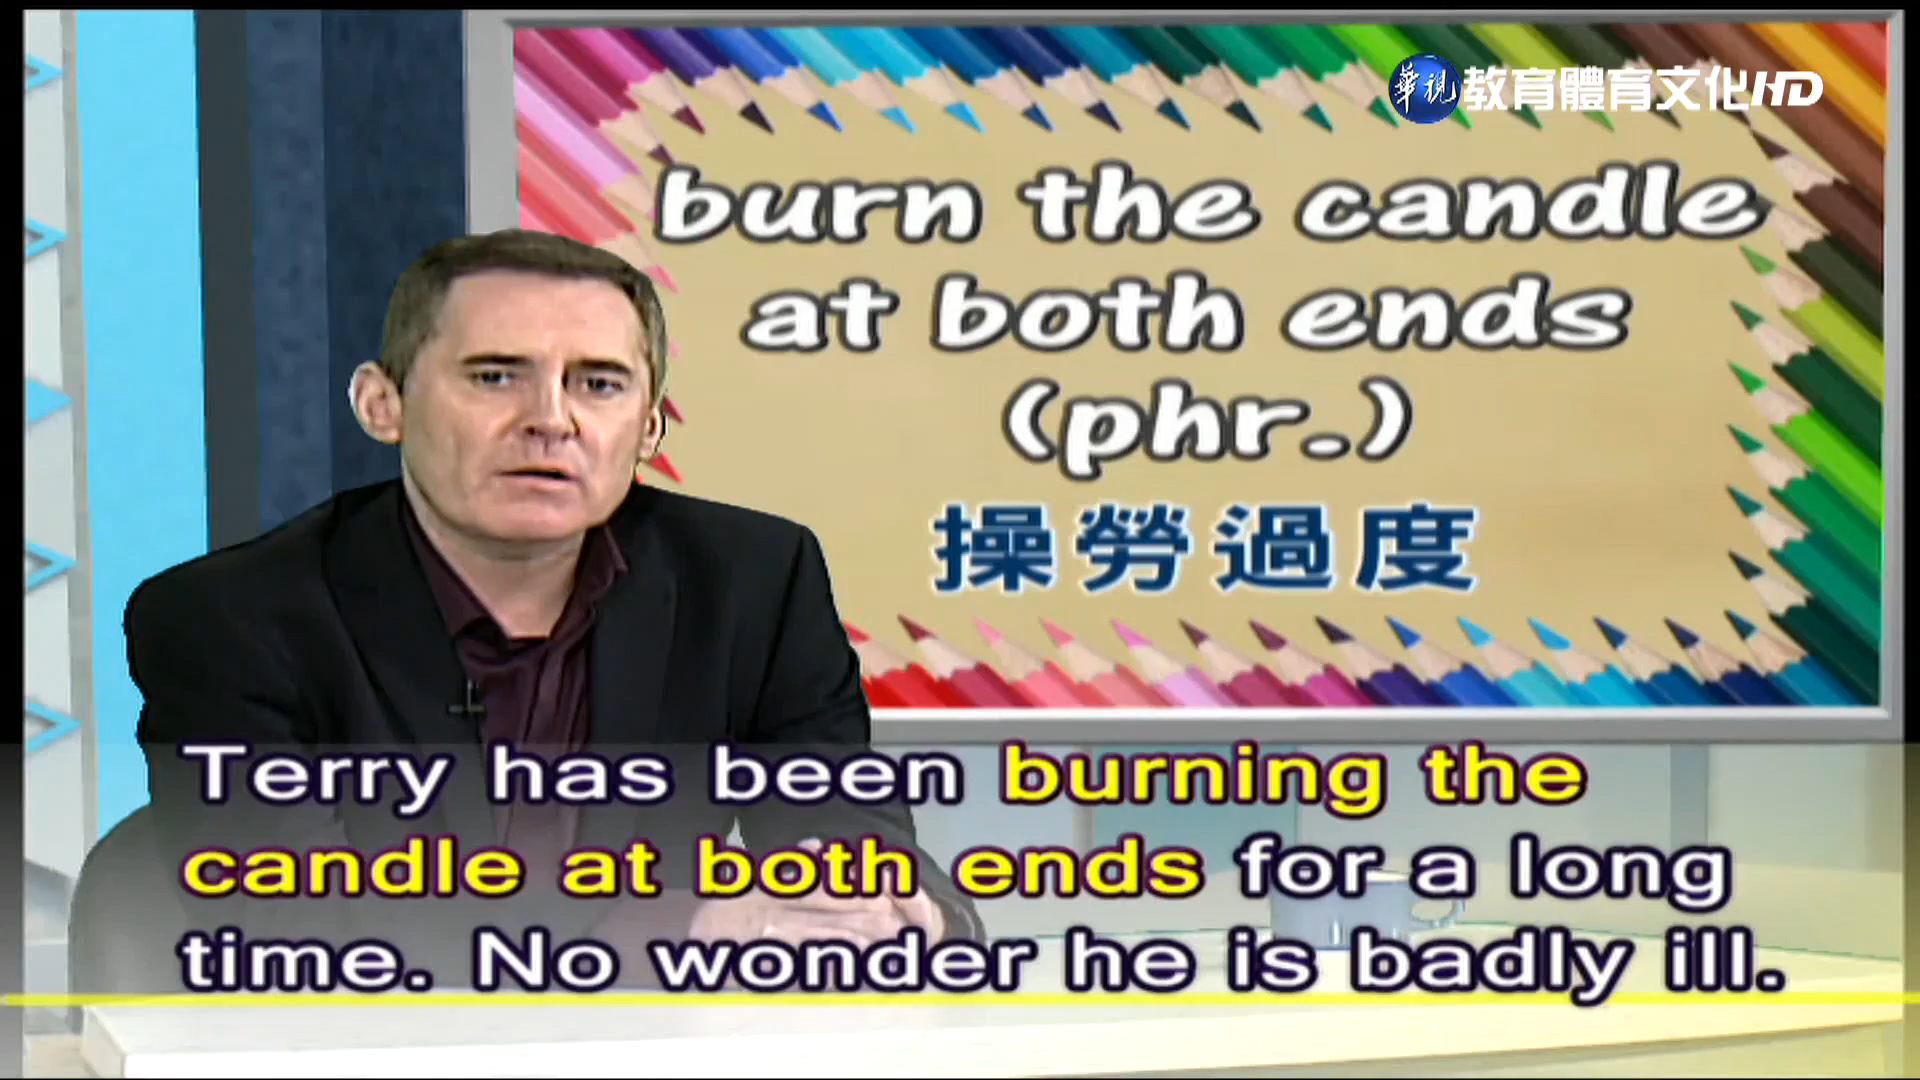 華視 教育體育文化HD
burn the candle
at both ends
(phr.)
操勞過度
Terry has been burning the
candle at both ends for a long
time. No wonder he is badly ill.